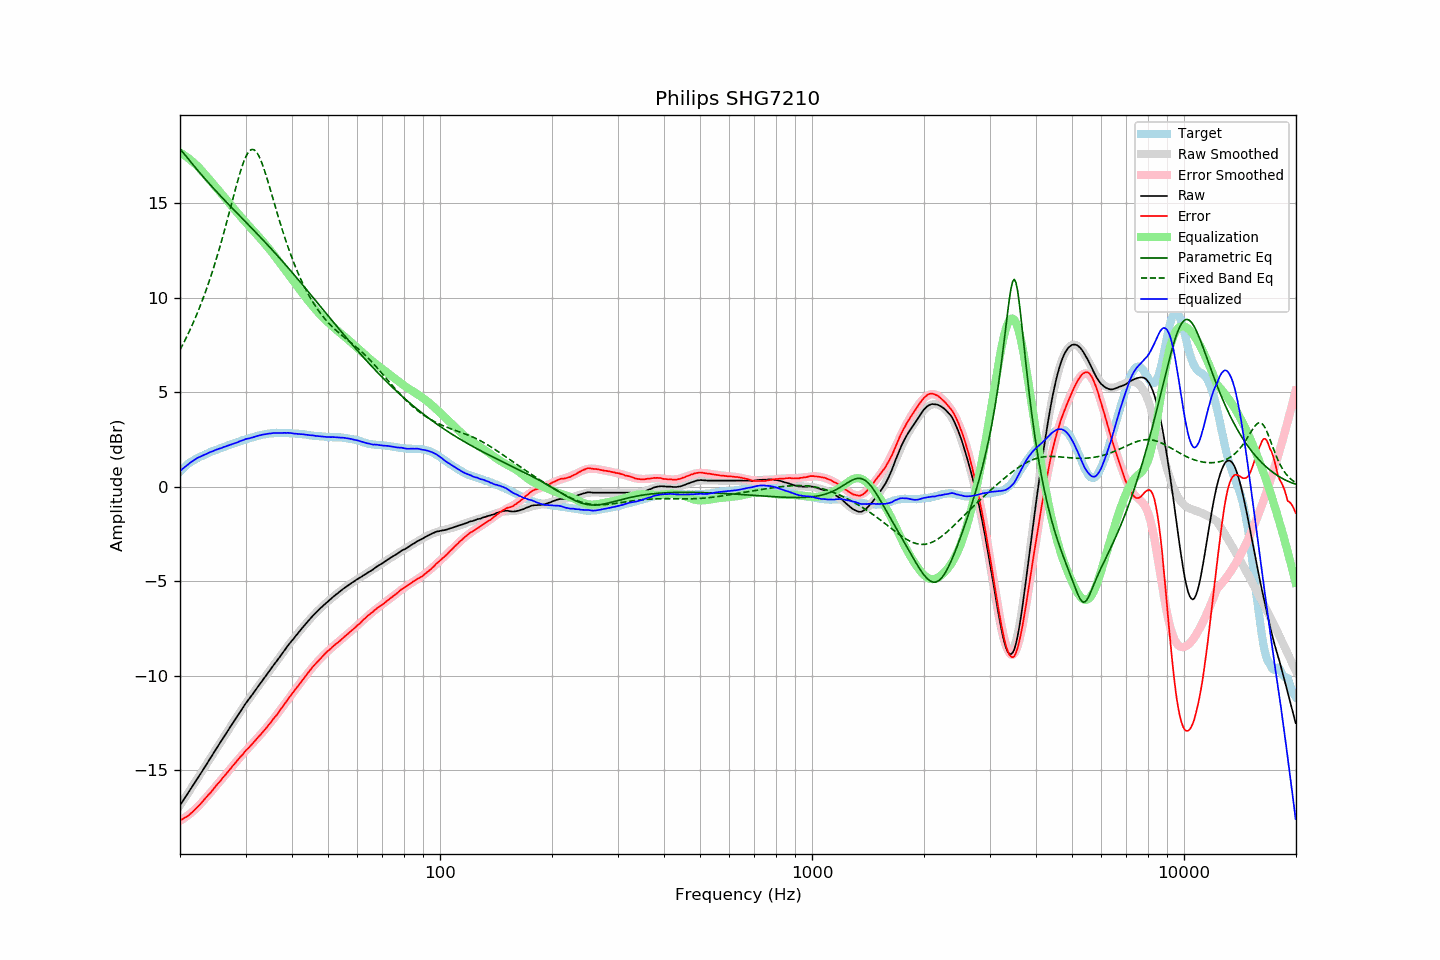 Philips SHG7210
Amplitude (dBr)
15
10
5
0
−5
−10
−15
100
1000
10000
Frequency (Hz)
Target
Raw Smoothed
Error Smoothed
Raw
Error
Equalization
Parametric Eq
Fixed Band Eq
Equalized